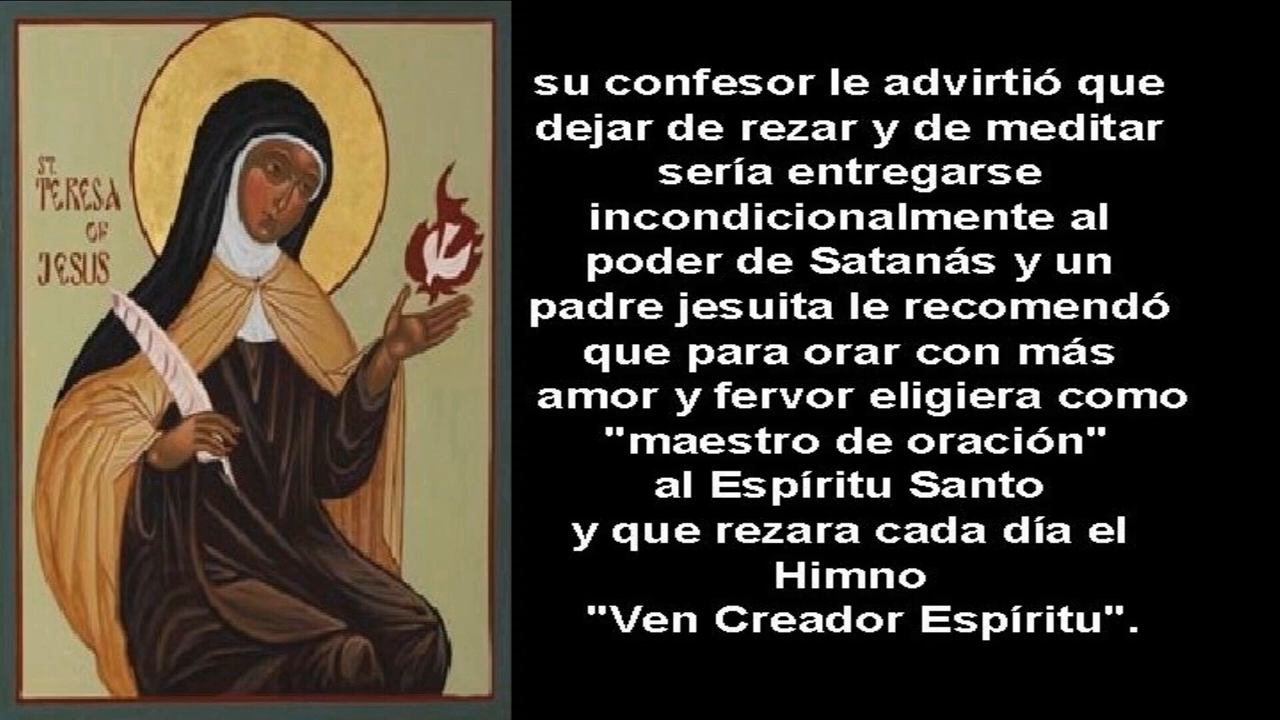 ST.
TERESA
OF
JESUS
su confesor le advirtió que
dejar de rezar y de meditar
sería entregarse
incondicionalmente al
poder de Satanás y un
padre jesuita le recomendó
que para orar con más
amor y fervor eligiera como
"maestro de oración"
al Espíritu Santo
y que rezara cada día el
Himno
"Ven Creador Espíritu".